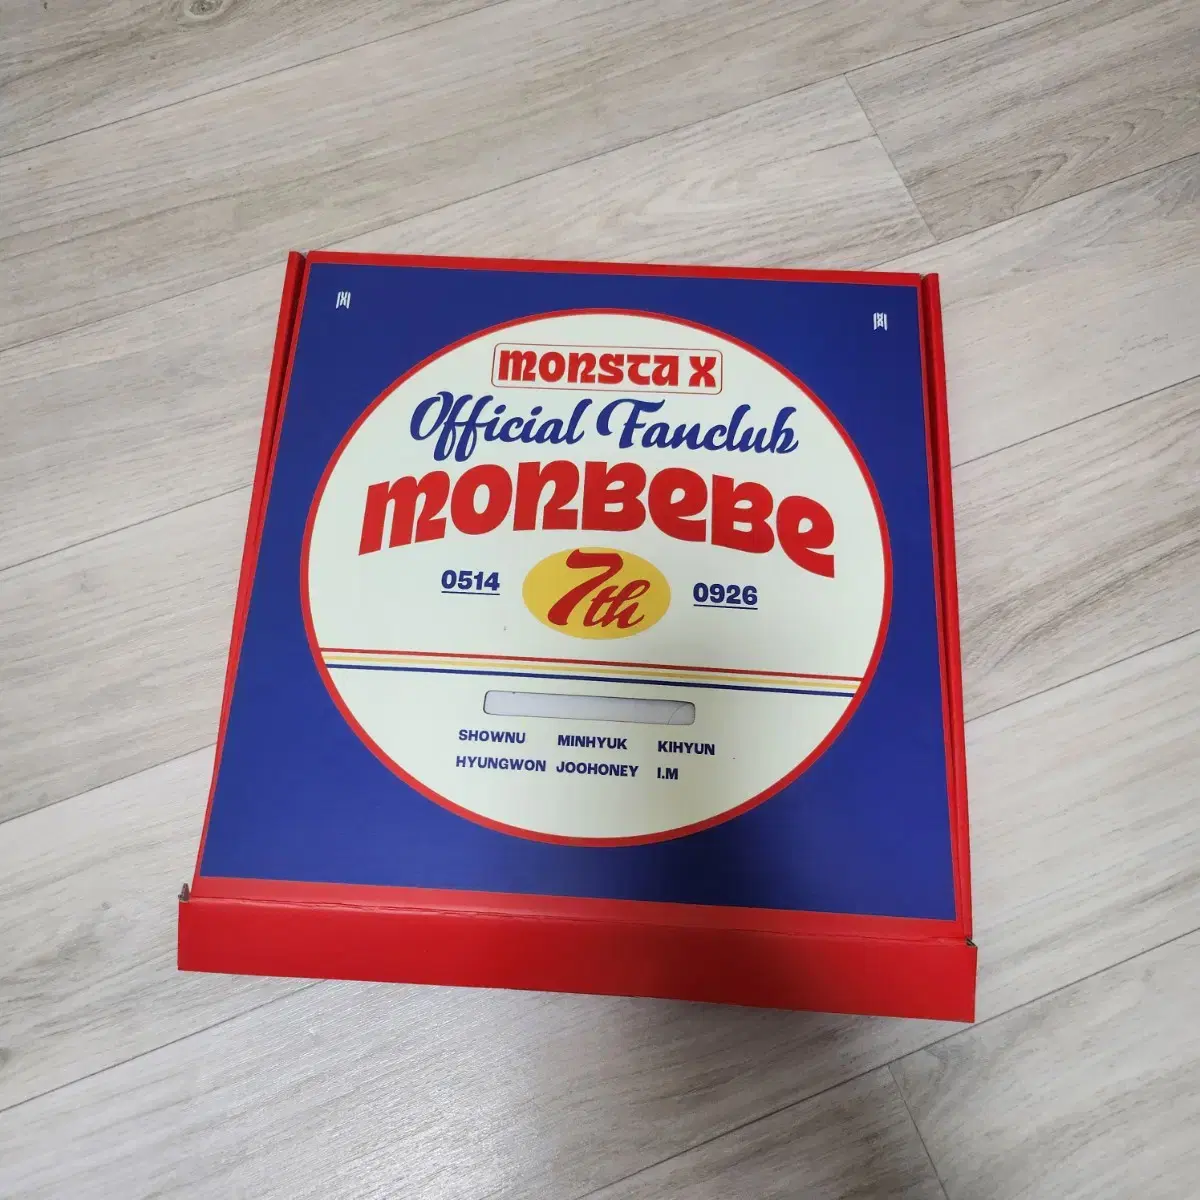 MONSTA X
Official Fanclub
MONBEBE
0514 7th 0926
SHOWNU MINHYUK KIHYUN
HYUNGWON JOOHONEY I.M